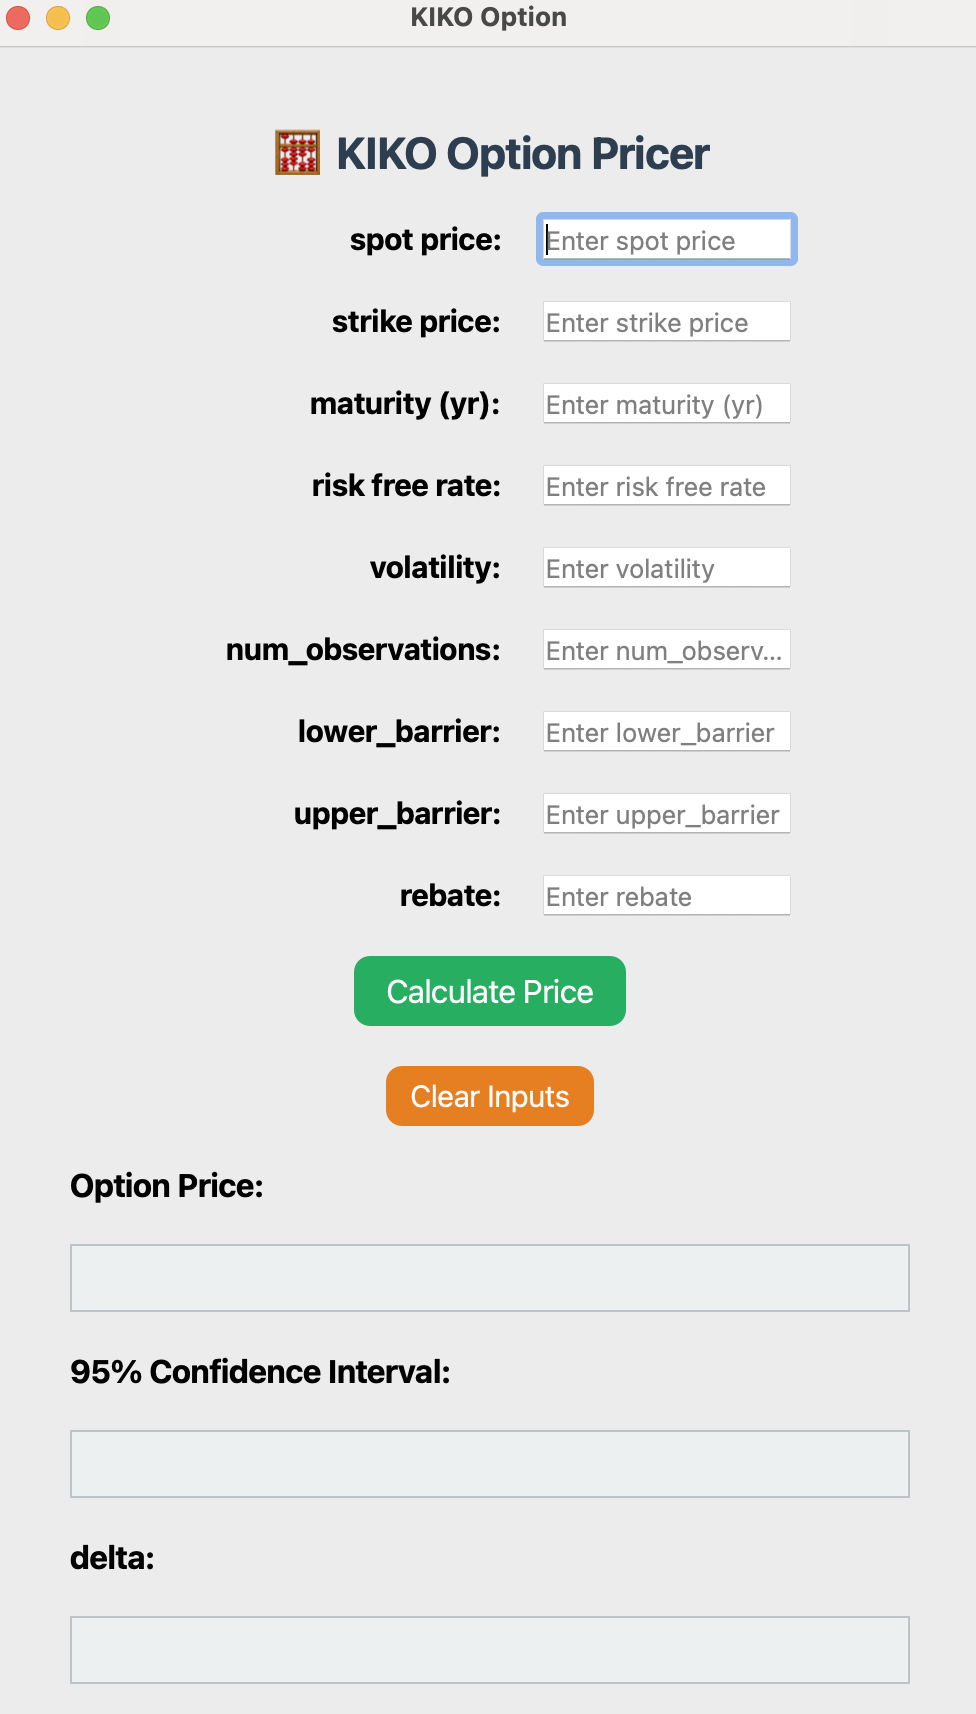 KIKO Option
🧮 KIKO Option Pricer
spot price: Enter spot price
strike price: Enter strike price
maturity (yr): Enter maturity (yr)
risk free rate: Enter risk free rate
volatility: Enter volatility
num_observations: Enter num_observ...
lower_barrier: Enter lower_barrier
upper_barrier: Enter upper_barrier
rebate: Enter rebate
Calculate Price
Clear Inputs
Option Price:
95% Confidence Interval:
delta: